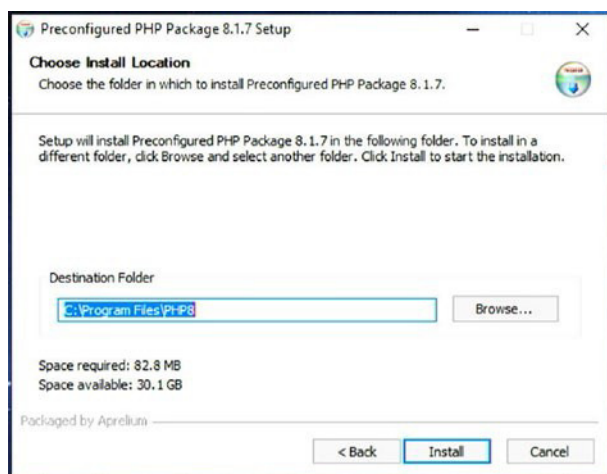 Preconfigured PHP Package 8.1.7 Setup
Choose Install Location
Choose the folder in which to install Preconfigured PHP Package 8.1.7.
Setup will install Preconfigured PHP Package 8.1.7 in the following folder. To install in a
different folder, click Browse and select another folder. Click Install to start the installation.
Destination Folder
C:\Program Files\PHP8
Browse...
Space required: 82.8 MB
Space available: 30.1 GB
Packaged by Aprelium
< Back
Install
Cancel